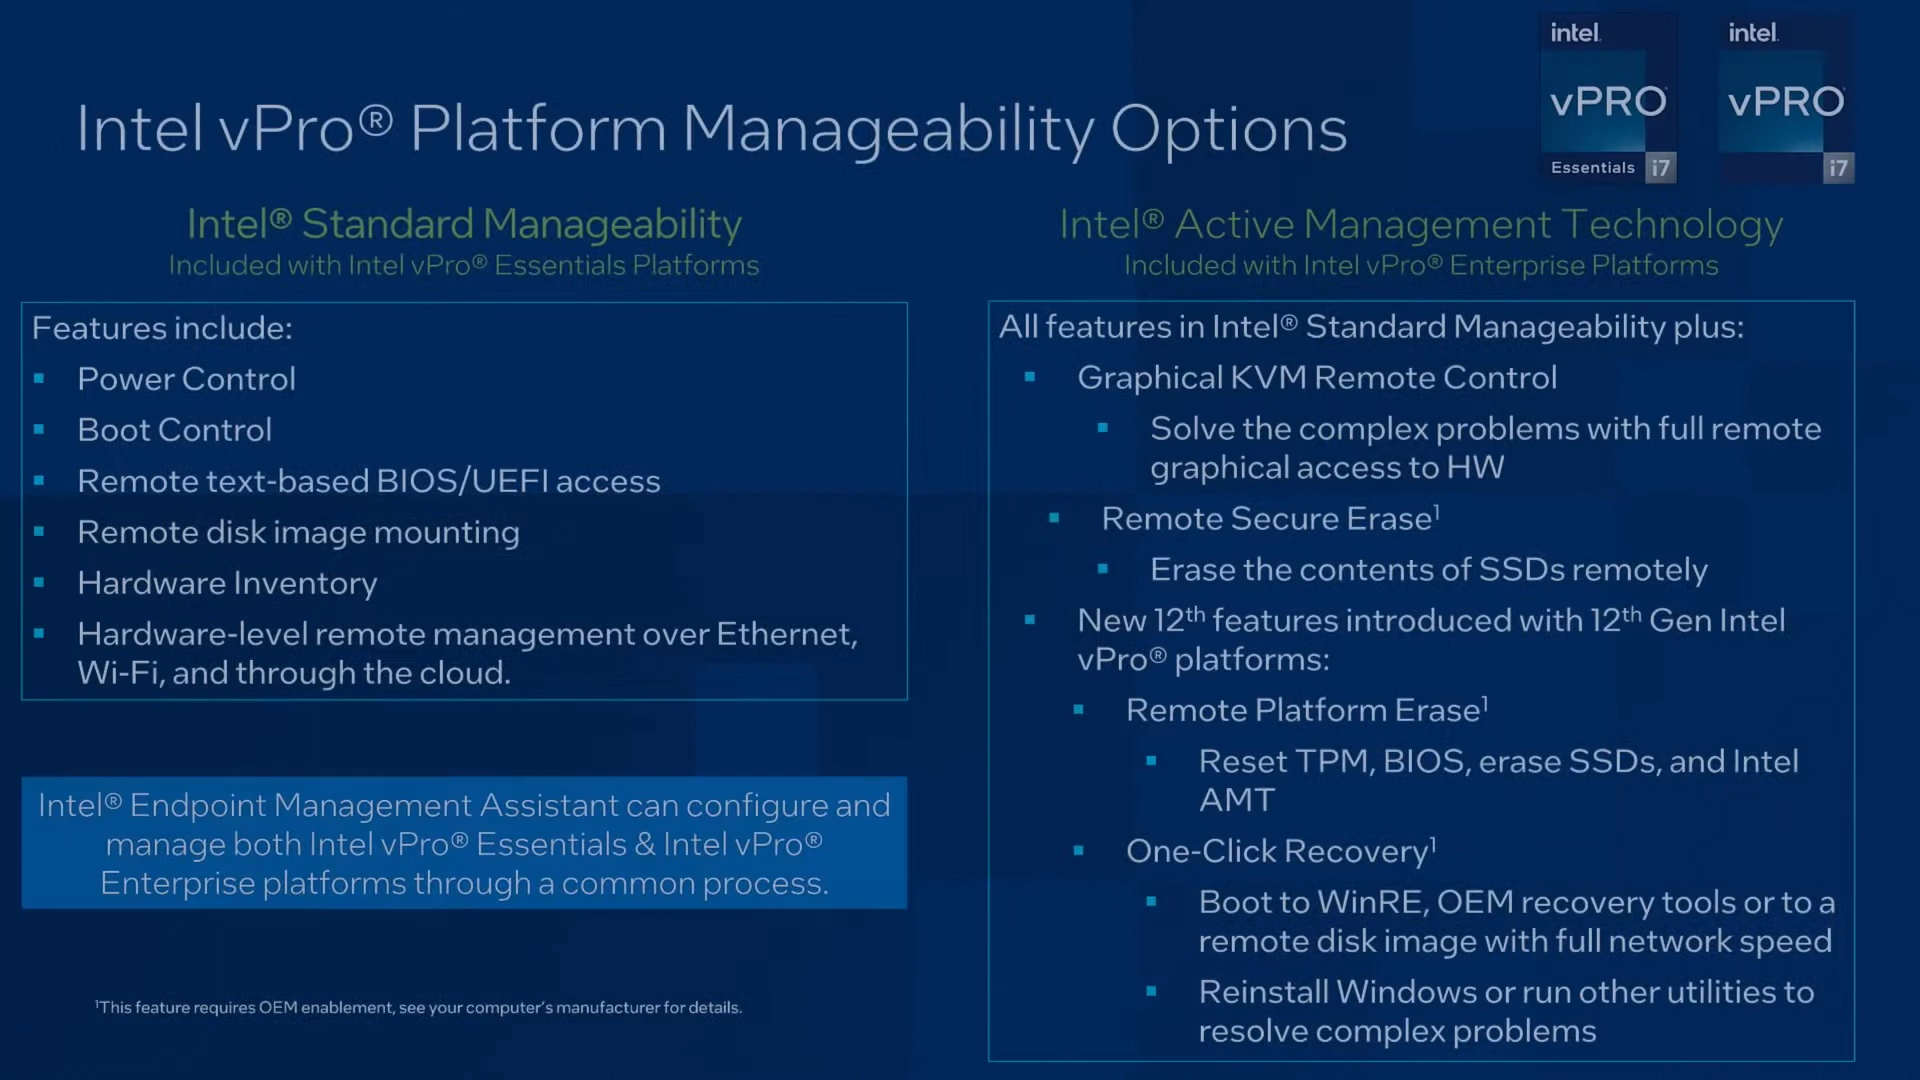 intel.
vPRO
Essentials i7
intel.
vPRO
i7
Intel vPro® Platform Manageability Options
Intel® Standard Manageability
Included with Intel vPro® Essentials Platforms
Features include:
▪ Power Control
▪ Boot Control
▪ Remote text-based BIOS/UEFI access
▪ Remote disk image mounting
▪ Hardware Inventory
▪ Hardware-level remote management over Ethernet,
Wi-Fi, and through the cloud.
Intel® Endpoint Management Assistant can configure and
manage both Intel vPro® Essentials & Intel vPro®
Enterprise platforms through a common process.
¹This feature requires OEM enablement, see your computer's manufacturer for details.
Intel® Active Management Technology
Included with Intel vPro® Enterprise Platforms
All features in Intel® Standard Manageability plus:
▪ Graphical KVM Remote Control
▪ Solve the complex problems with full remote
graphical access to HW
▪ Remote Secure Erase¹
▪ Erase the contents of SSDs remotely
▪ New 12th features introduced with 12th Gen Intel
vPro® platforms:
▪ Remote Platform Erase¹
▪ Reset TPM, BIOS, erase SSDs, and Intel
AMT
▪ One-Click Recovery¹
▪ Boot to WinRE, OEM recovery tools or to a
remote disk image with full network speed
▪ Reinstall Windows or run other utilities to
resolve complex problems